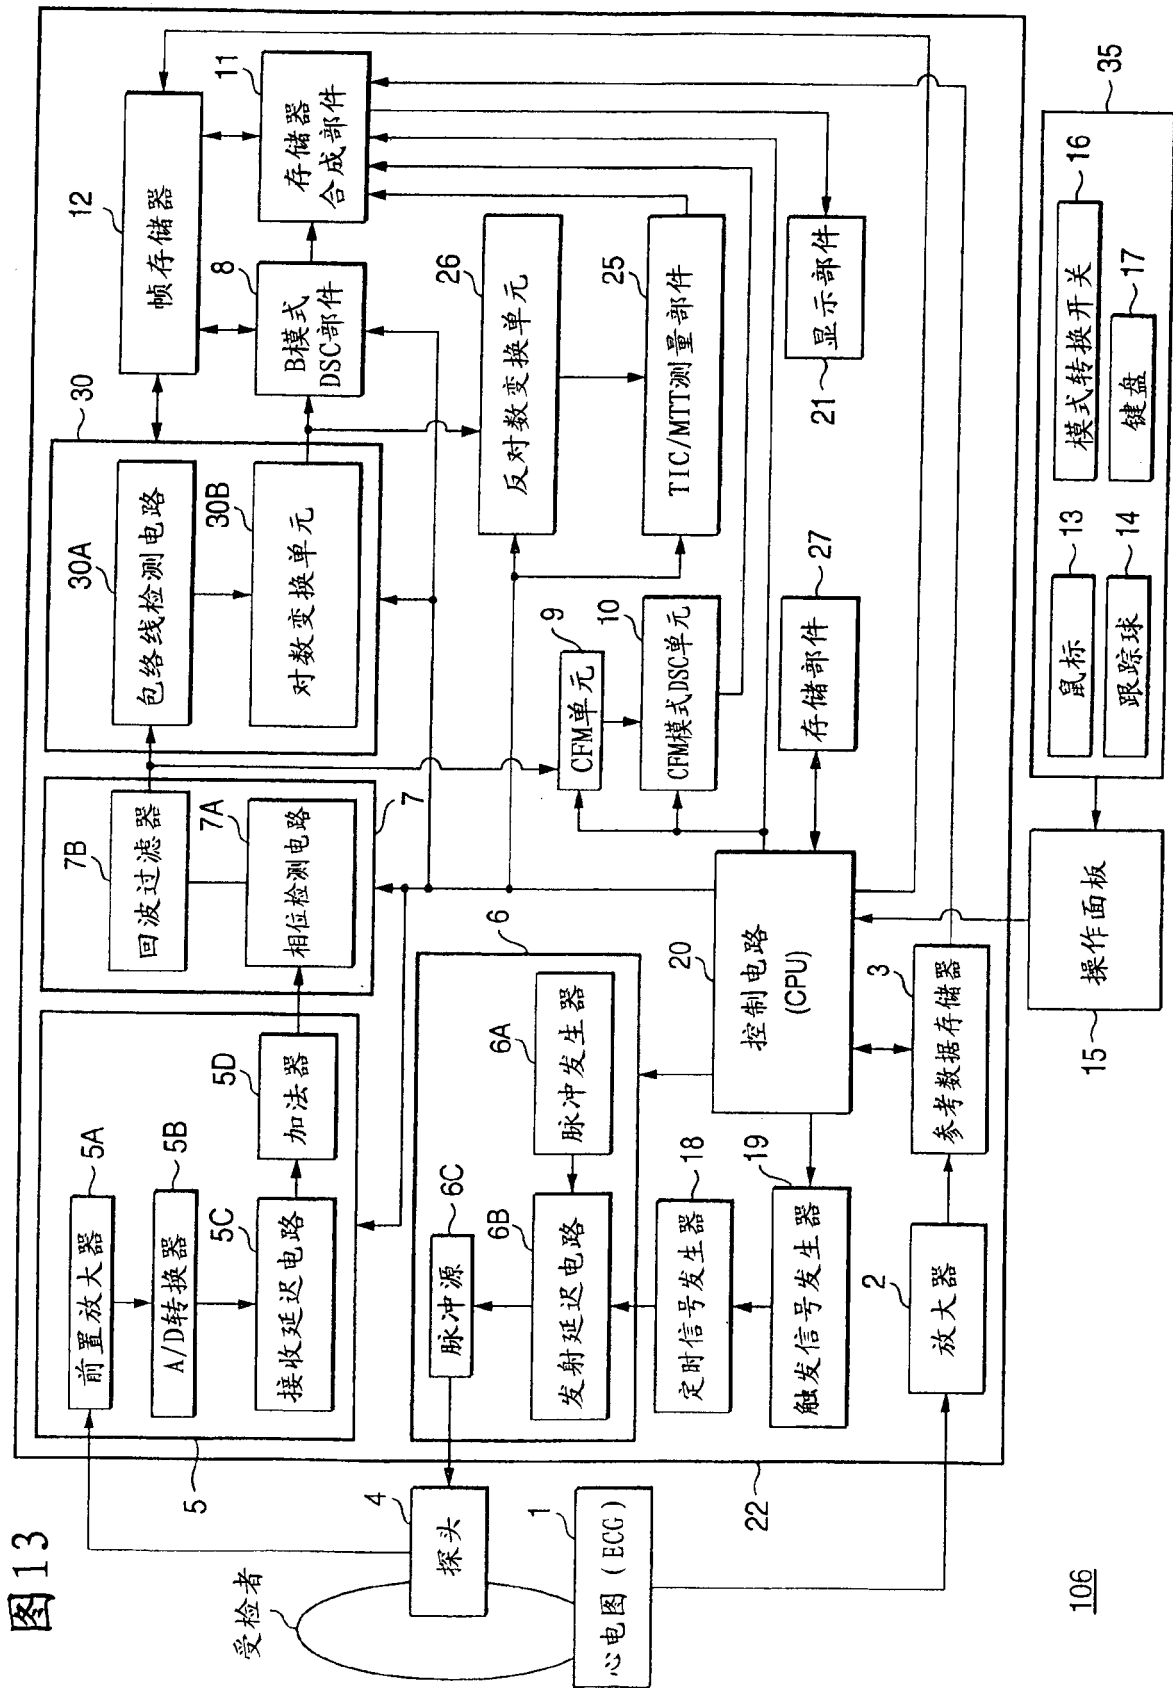 图13
受检者
探头
4
心电图(ECG)
1
5
前置放大器
5A
A/D转换器
5B
接收延迟电路
5C
加法器
5D
回波过滤器
7B
相位检测电路
7A
7
包络线检测电路
30A
对数变换单元
30B
30
帧存储器
12
B模式
DSC部件
8
存储器
合成部件
11
反对数变换单元
26
TIC/MTT测量部件
25
CFM单元
9
CFM模式DSC单元
10
显示部件
21
存储部件
27
脉冲源
6C
发射延迟电路
6B
脉冲发生器
6A
6
定时信号发生器
18
触发信号发生器
19
控制电路
(CPU)
20
放大器
2
参考数据存储器
3
22
操作面板
15
鼠标
13
跟踪球
14
模式转换开关
16
键盘
17
35
106